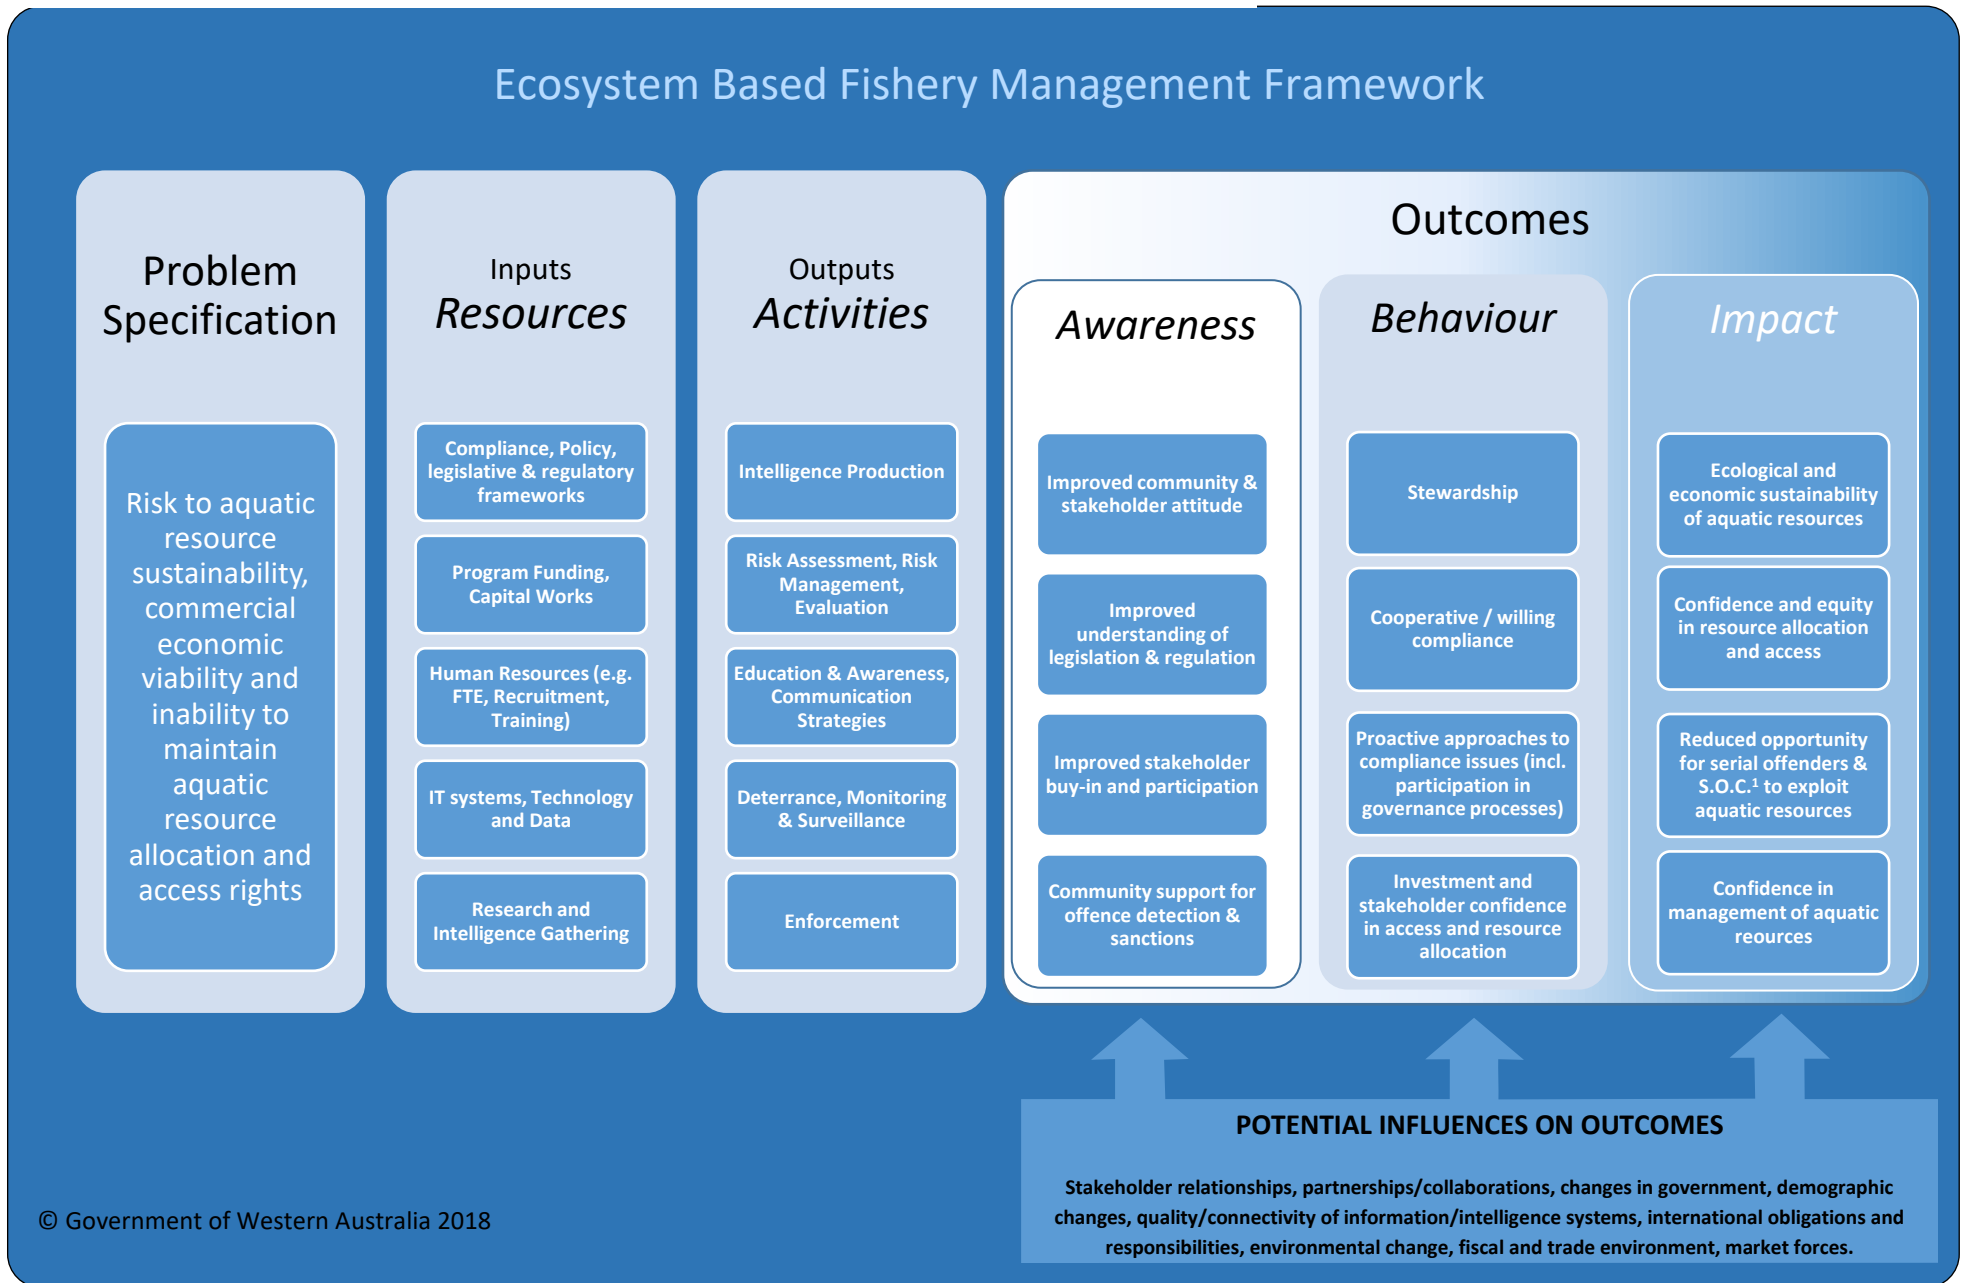 Ecosystem Based Fishery Management Framework
Problem
Specification
Risk to aquatic
resource
sustainability,
commercial
economic
viability and
inability to
maintain
aquatic
resource
allocation and
access rights
Inputs
Resources
Compliance, Policy,
legislative & regulatory
frameworks
Program Funding,
Capital Works
Human Resources (e.g.
FTE, Recruitment,
Training)
IT systems, Technology
and Data
Research and
Intelligence Gathering
Outputs
Activities
Intelligence Production
Risk Assessment, Risk
Management,
Evaluation
Education & Awareness,
Communication
Strategies
Deterrance, Monitoring
& Surveillance
Enforcement
Outcomes
Awareness
Improved community &
stakeholder attitude
Improved
understanding of
legislation & regulation
Improved stakeholder
buy-in and participation
Community support for
offence detection &
sanctions
Behaviour
Stewardship
Cooperative / willing
compliance
Proactive approaches to
compliance issues (incl.
participation in
governance processes)
Investment and
stakeholder confidence
in access and resource
allocation
Impact
Ecological and
economic sustainability
of aquatic resources
Confidence and equity
in resource allocation
and access
Reduced opportunity
for serial offenders &
S.O.C.¹ to exploit
aquatic resources
Confidence in
management of aquatic
reources
POTENTIAL INFLUENCES ON OUTCOMES
Stakeholder relationships, partnerships/collaborations, changes in government, demographic
changes, quality/connectivity of information/intelligence systems, international obligations and
responsibilities, environmental change, fiscal and trade environment, market forces.
© Government of Western Australia 2018